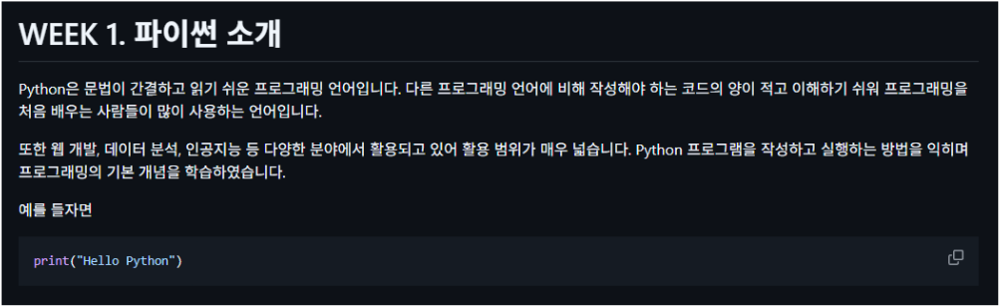 WEEK 1. 파이썬 소개
Python은 문법이 간결하고 읽기 쉬운 프로그래밍 언어입니다. 다른 프로그래밍 언어에 비해 작성해야 하는 코드의 양이 적고 이해하기 쉬워 프로그래밍을
처음 배우는 사람들이 많이 사용하는 언어입니다.
또한 웹 개발, 데이터 분석, 인공지능 등 다양한 분야에서 활용되고 있어 활용 범위가 매우 넓습니다. Python 프로그램을 작성하고 실행하는 방법을 익히며
프로그래밍의 기본 개념을 학습하였습니다.
예를 들자면
print("Hello Python")